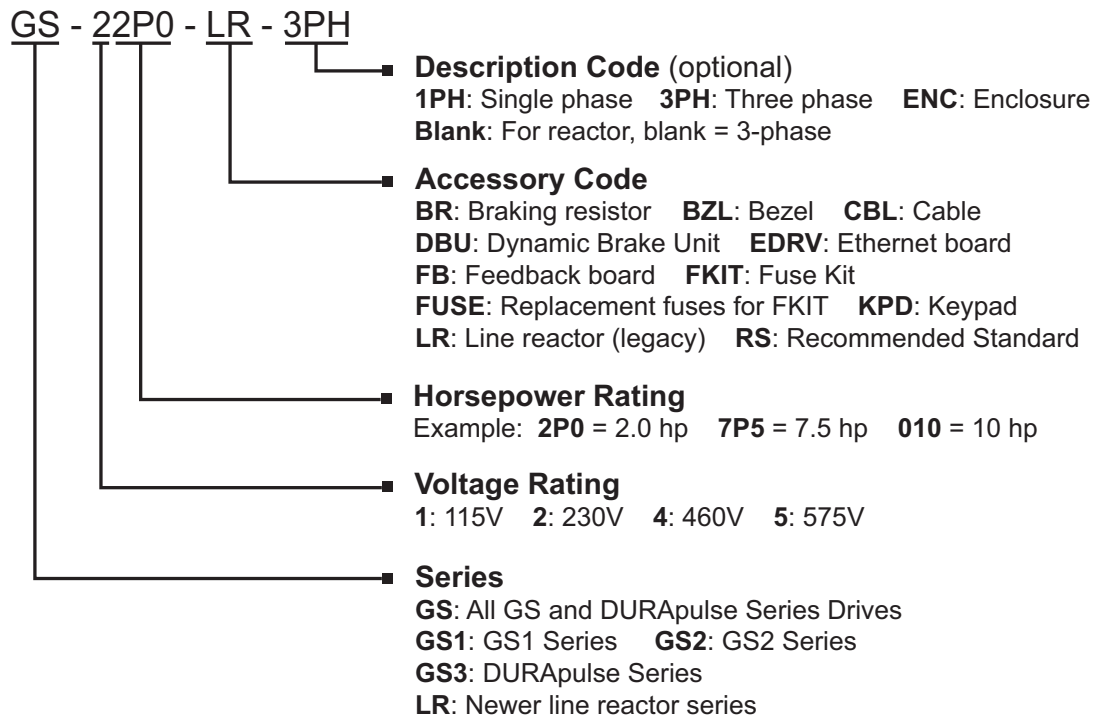 GS - 22P0 - LR - 3PH
Description Code (optional)
1PH: Single phase 3PH: Three phase ENC: Enclosure
Blank: For reactor, blank = 3-phase
Accessory Code
BR: Braking resistor BZL: Bezel CBL: Cable
DBU: Dynamic Brake Unit EDRV: Ethernet board
FB: Feedback board FKIT: Fuse Kit
FUSE: Replacement fuses for FKIT KPD: Keypad
LR: Line reactor (legacy) RS: Recommended Standard
Horsepower Rating
Example: 2P0 = 2.0 hp 7P5 = 7.5 hp 010 = 10 hp
Voltage Rating
1: 115V 2: 230V 4: 460V 5: 575V
Series
GS: All GS and DURApulse Series Drives
GS1: GS1 Series GS2: GS2 Series
GS3: DURApulse Series
LR: Newer line reactor series